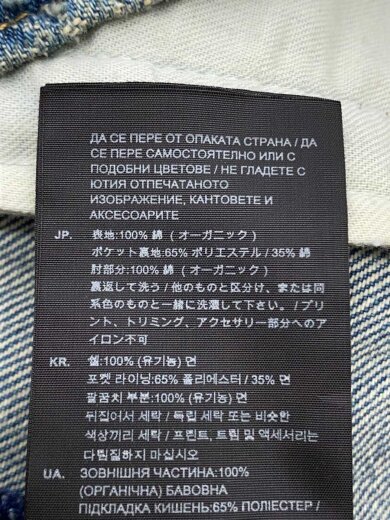 ДА СЕ ПЕРЕ ОТ ОПАКАТА СТРАНА / ДА
СЕ ПЕРЕ САМОСТОЯТЕЛНО ИЛИ С
ПОДОБНИ ЦВЕТОВЕ / НЕ ГЛАДЕТЕ С
ЮТИЯ ОТПЕЧАТАНОТО
ИЗОБРАЖЕНИЕ, КАНТОВЕТЕ И
АКСЕСОАРИТЕ
JP. 表地:100% 綿 ( オーガニック )
ポケット裏地:65% ポリエステル / 35% 綿
肘部分:100% 綿 ( オーガニック )
裏返して洗う / 他のものと区分け、または同
系色のものと一緒に洗濯して下さい。 / プリ
ント、トリミング、アクセサリー部分へのア
イロン不可
KR. 쉘:100% (유기농) 면
포켓 라이닝:65% 폴리에스터 / 35% 면
팔꿈치 부분:100% (유기농) 면
뒤집어서 세탁 / 독립 세탁 또는 비슷한
색상끼리 세탁 / 프린트, 트림 및 액세서리는
다림질하지 마십시오
UA. ЗОВНІШНЯ ЧАСТИНА:100%
(ОРГАНІЧНА) БАВОВНА
ПІДКЛАДКА КИШЕНЬ:65% ПОЛІЕСТЕР /